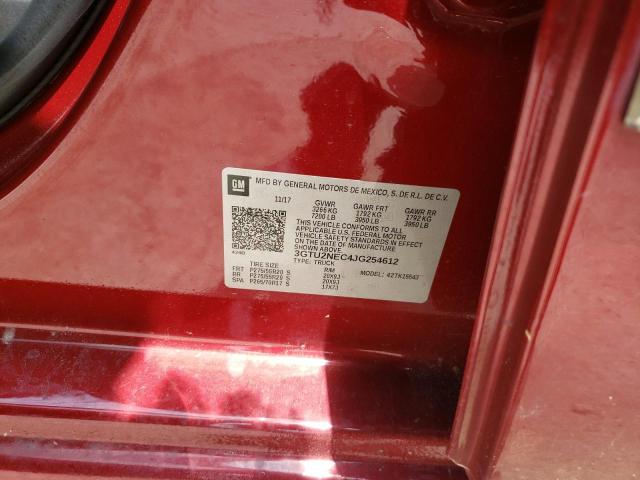 GM MFD BY GENERAL MOTORS DE MEXICO, S. DE R.L. DE C.V.
11/17 GVWR GAWR FRT GAWR RR
3266 KG 1792 KG 1792 KG
7200 LB 3950 LB 3950 LB
THIS VEHICLE CONFORMS TO ALL
APPLICABLE U.S. FEDERAL MOTOR
VEHICLE SAFETY STANDARDS IN
EFFECT ON THE DATE OF MANUFACTURE
SHOWN ABOVE.
3GTU2NEC4JG254612
TYPE: TRUCK
TIRE SIZE RIM
FRT P275/55R20 S 20X9J
RR P275/55R20 S 20X9J
SPA P265/70R17 S 17X7J